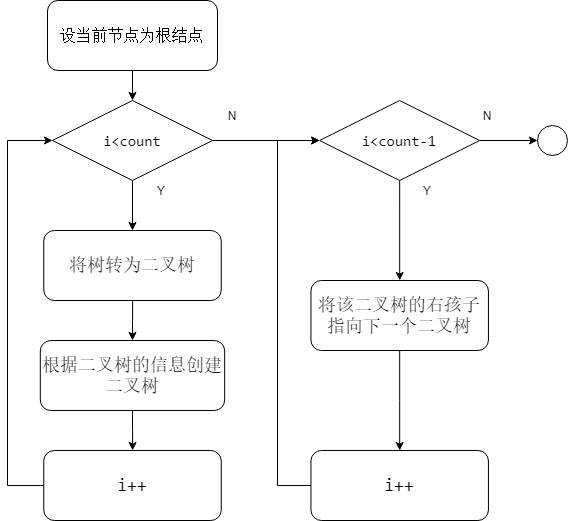 设当前节点为根结点
i<count
N
Y
将树转为二叉树
根据二叉树的信息创建
二叉树
i++
i<count-1
N
Y
将该二叉树的右孩子
指向下一个二叉树
i++